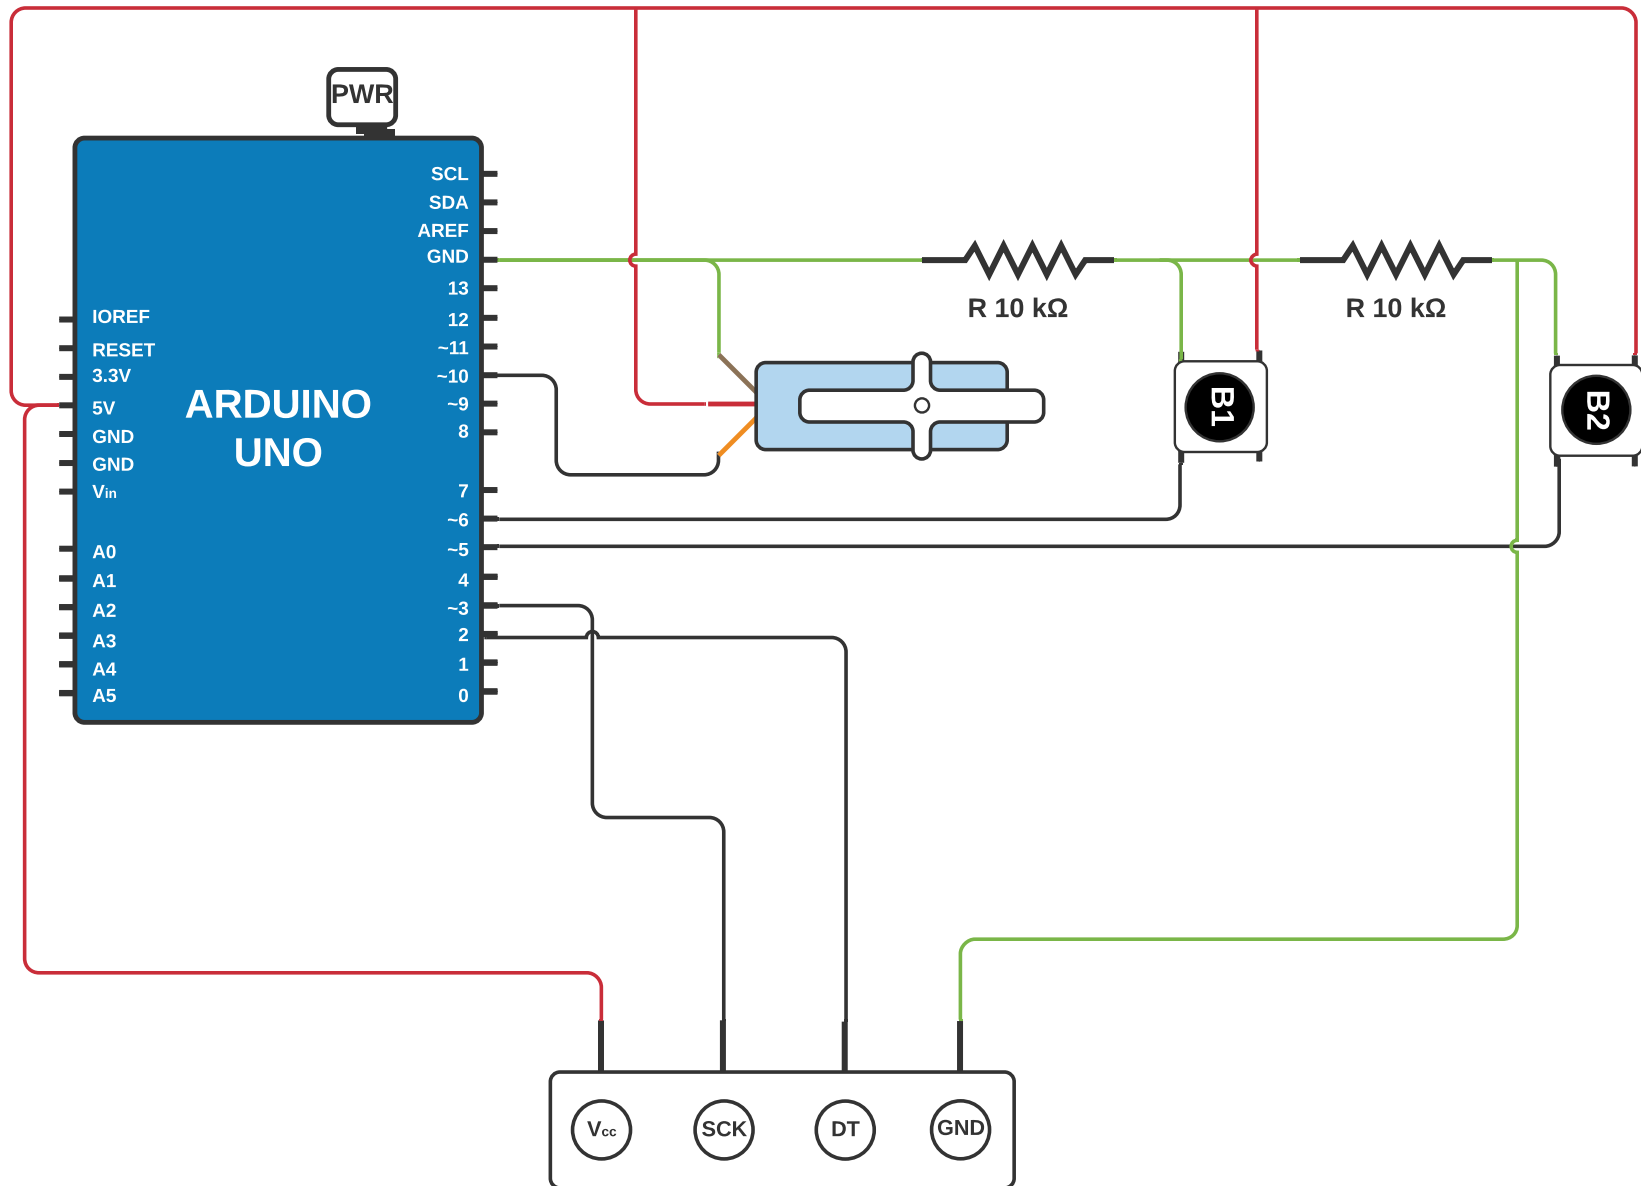 PWR
SCL
SDA
AREF
GND
13
12
~11
~10
~9
8
7
~6
~5
4
~3
2
1
0
IOREF
RESET
3.3V
5V
GND
GND
Vin
A0
A1
A2
A3
A4
A5
ARDUINO
UNO
R 10 kΩ
R 10 kΩ
B1
B2
Vcc
SCK
DT
GND